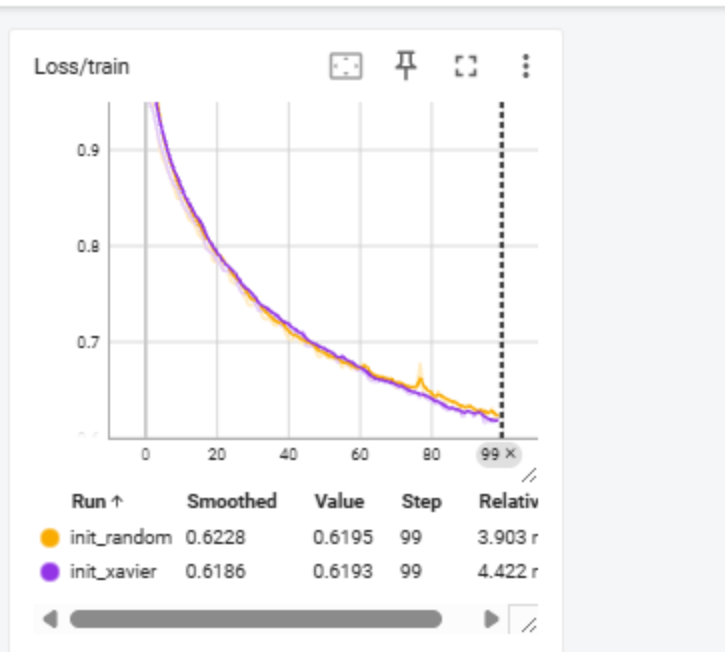 Loss/train
0.9
0.8
0.7
0 20 40 60 80 99 ×
Run ↑ Smoothed Value Step Relativ
init_random 0.6228 0.6195 99 3.903 r
init_xavier 0.6186 0.6193 99 4.422 r